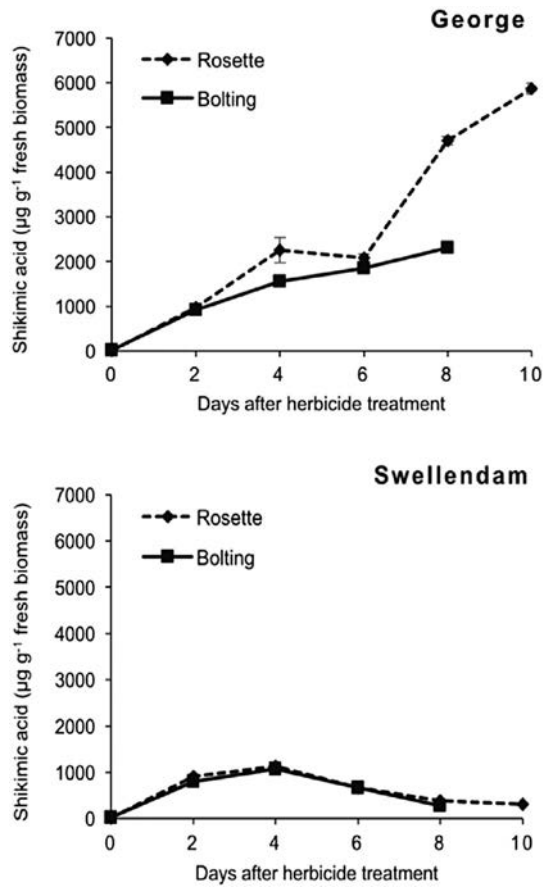 George
7000
6000
5000
4000
3000
2000
1000
0
Shikimic acid (µg g⁻¹ fresh biomass)
Rosette
Bolting
0 2 4 6 8 10
Days after herbicide treatment
Swellendam
7000
6000
5000
4000
3000
2000
1000
0
Shikimic acid (µg g⁻¹ fresh biomass)
Rosette
Bolting
0 2 4 6 8 10
Days after herbicide treatment